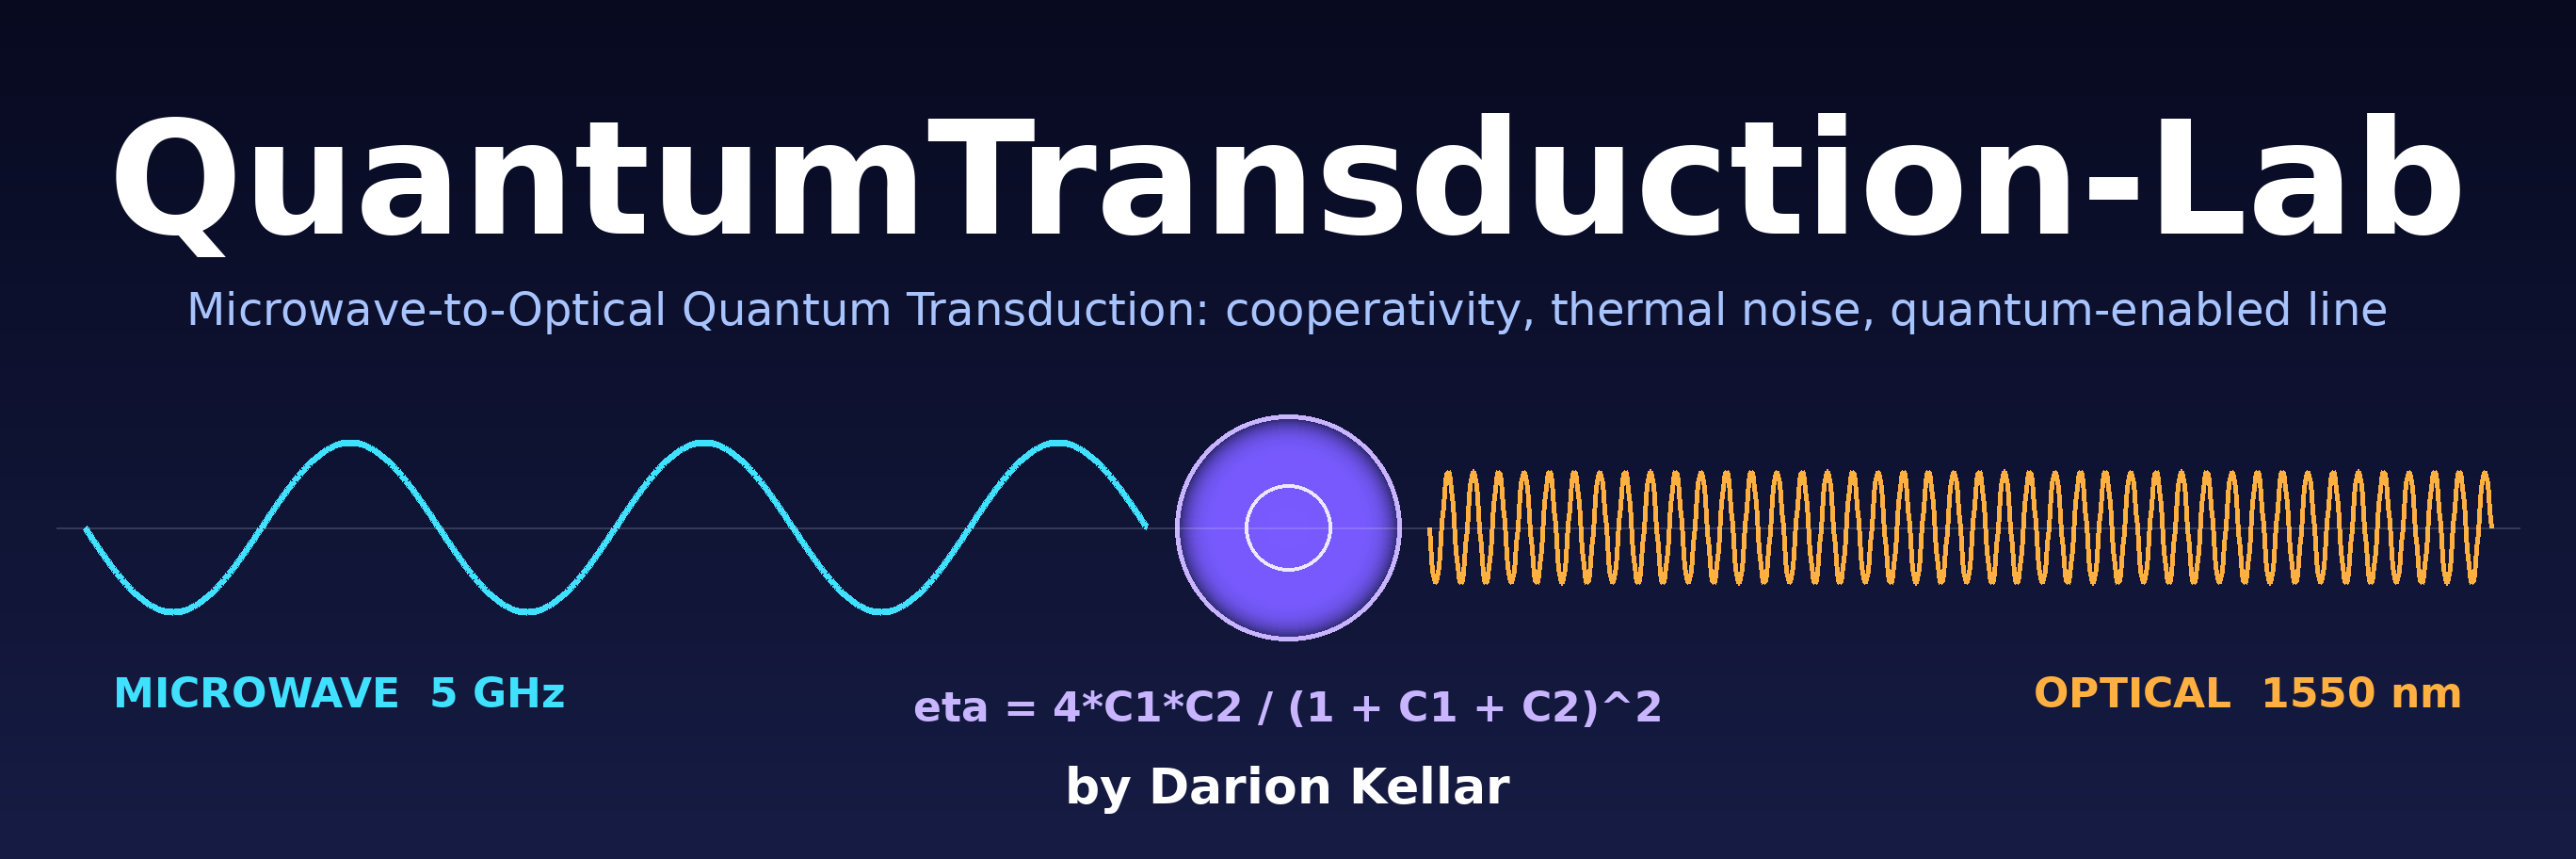 QuantumTransduction-Lab
Microwave-to-Optical Quantum Transduction: cooperativity, thermal noise, quantum-enabled line
MICROWAVE  5 GHz
eta = 4*C1*C2 / (1 + C1 + C2)^2
OPTICAL  1550 nm
by Darion Kellar